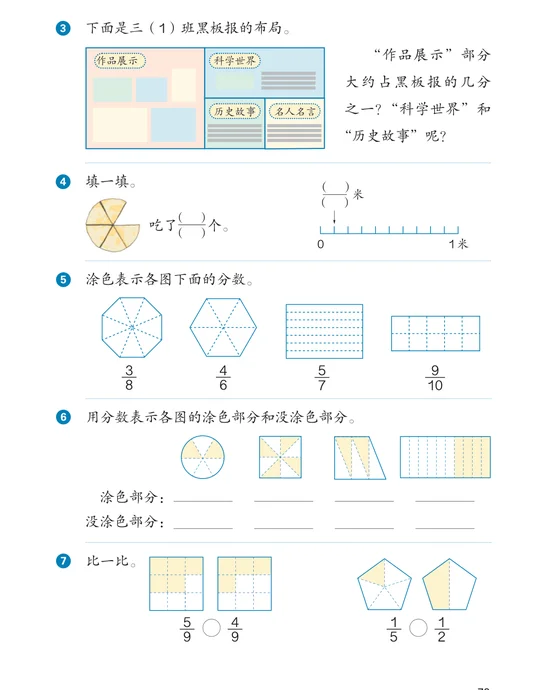 3 下面是三（1）班黑板报的布局。
作品展示
科学世界
历史故事
名人名言
“作品展示”部分
大约占黑板报的几分
之一？“科学世界”和
“历史故事”呢？
4 填一填。
吃了( )/( )个。
( )/( )米
0 1米
5 涂色表示各图下面的分数。
3/8 4/6 5/7 9/10
6 用分数表示各图的涂色部分和没涂色部分。
涂色部分：
没涂色部分：
7 比一比。
5/9 ○ 4/9 1/5 ○ 1/2